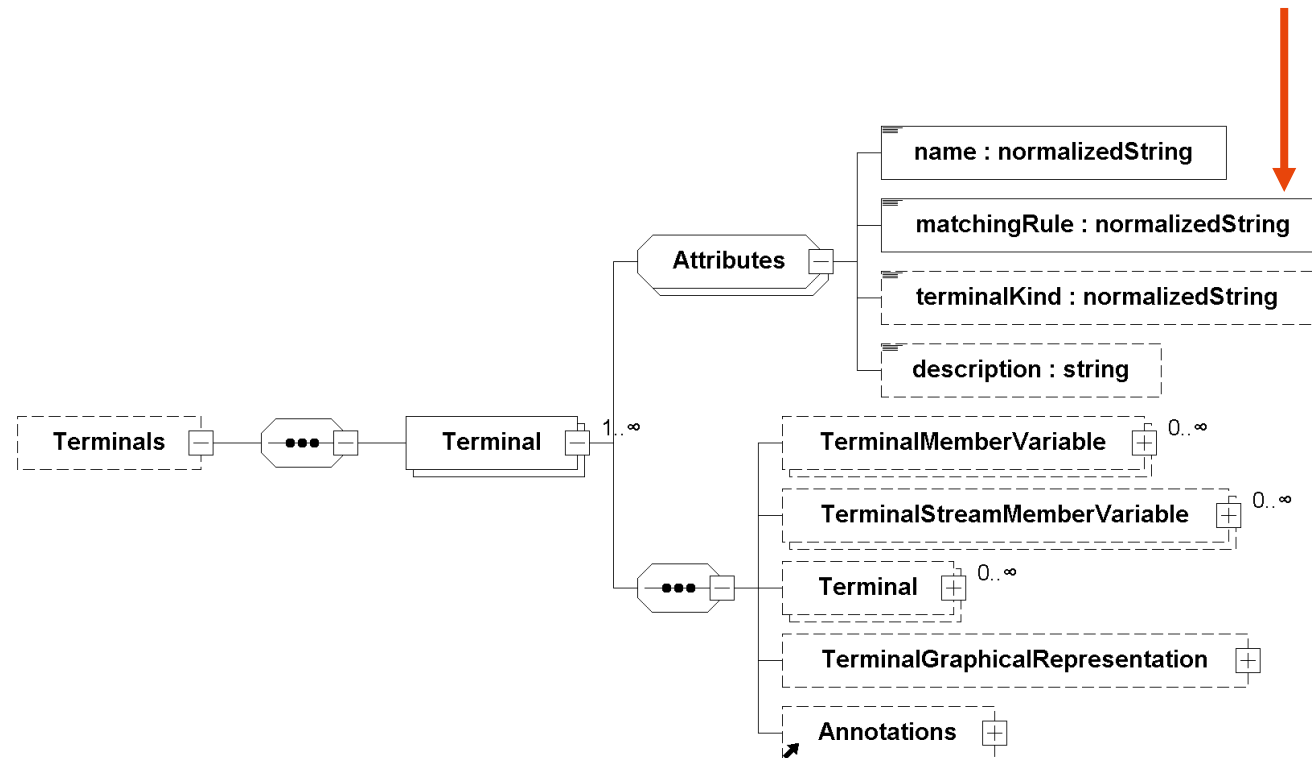 name : normalizedString
matchingRule : normalizedString
Attributes
terminalKind : normalizedString
description : string
Terminals
Terminal
1..∞
TerminalMemberVariable
0..∞
TerminalStreamMemberVariable
0..∞
Terminal
0..∞
TerminalGraphicalRepresentation
Annotations